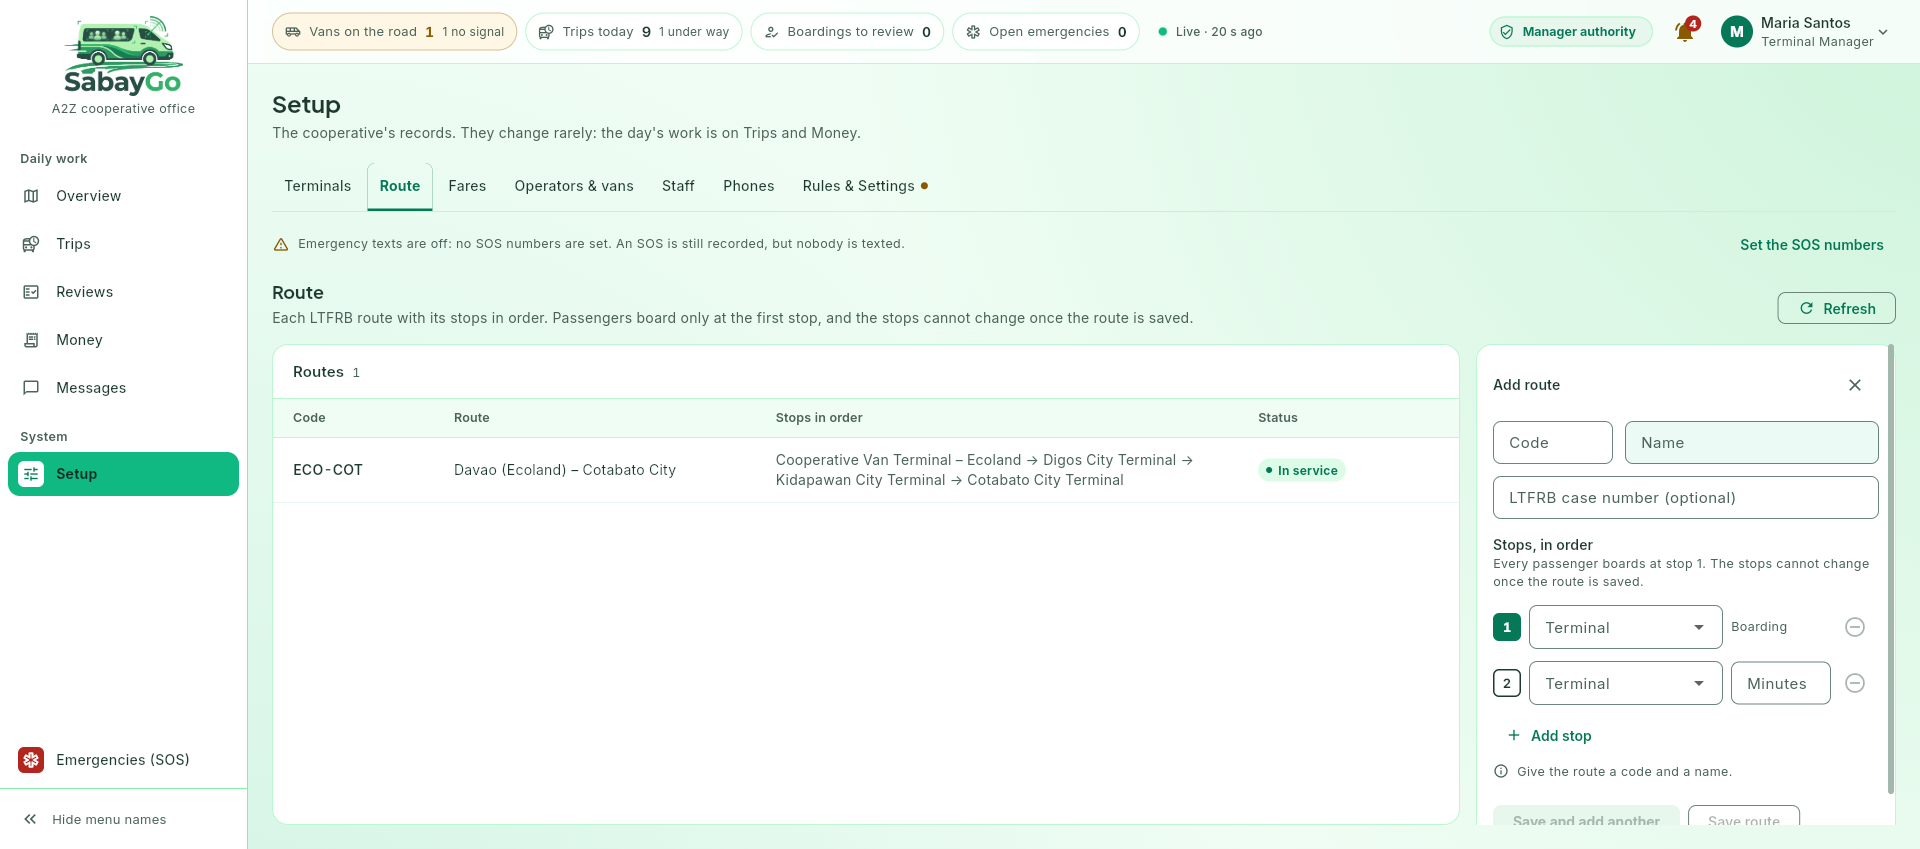 SabayGo
A2Z cooperative office
Daily work
Overview
Trips
Reviews
Money
Messages
System
Setup
Emergencies (SOS)
Hide menu names
Vans on the road 1 1 no signal
Trips today 9 1 under way
Boardings to review 0
Open emergencies 0
Live · 20 s ago
Manager authority
4
M
Maria Santos
Terminal Manager
Setup
The cooperative's records. They change rarely: the day's work is on Trips and Money.
Terminals
Route
Fares
Operators & vans
Staff
Phones
Rules & Settings
Emergency texts are off: no SOS numbers are set. An SOS is still recorded, but nobody is texted.
Set the SOS numbers
Route
Each LTFRB route with its stops in order. Passengers board only at the first stop, and the stops cannot change once the route is saved.
Refresh
Routes 1
Code Route Stops in order Status
ECO-COT
Davao (Ecoland) – Cotabato City
Cooperative Van Terminal – Ecoland → Digos City Terminal →
Kidapawan City Terminal → Cotabato City Terminal
In service
Add route
Code
Name
LTFRB case number (optional)
Stops, in order
Every passenger boards at stop 1. The stops cannot change
once the route is saved.
1 Terminal Boarding
2 Terminal Minutes
Add stop
Give the route a code and a name.
Save and add another
Save route